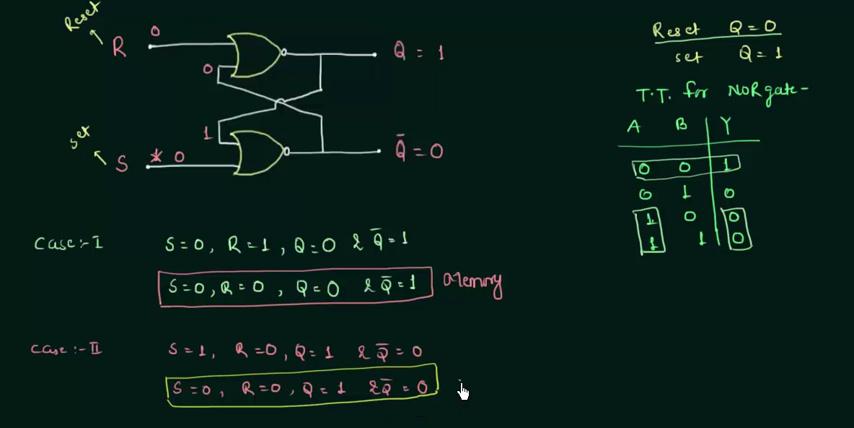 Reset
R 0
Q = 1
0
1
set
S * 0
Q̄ = 0
Reset Q = 0
set Q = 1
T.T. for NOR gate -
A B Y
0 0 1
0 1 0
1 0 0
1 1 0
Case:- I S=0, R=1, Q=0 & Q̄=1
S=0, R=0, Q=0 & Q̄=1 Memory
Case:- II S=1, R=0, Q=1 & Q̄=0
S=0, R=0, Q=1 & Q̄=0